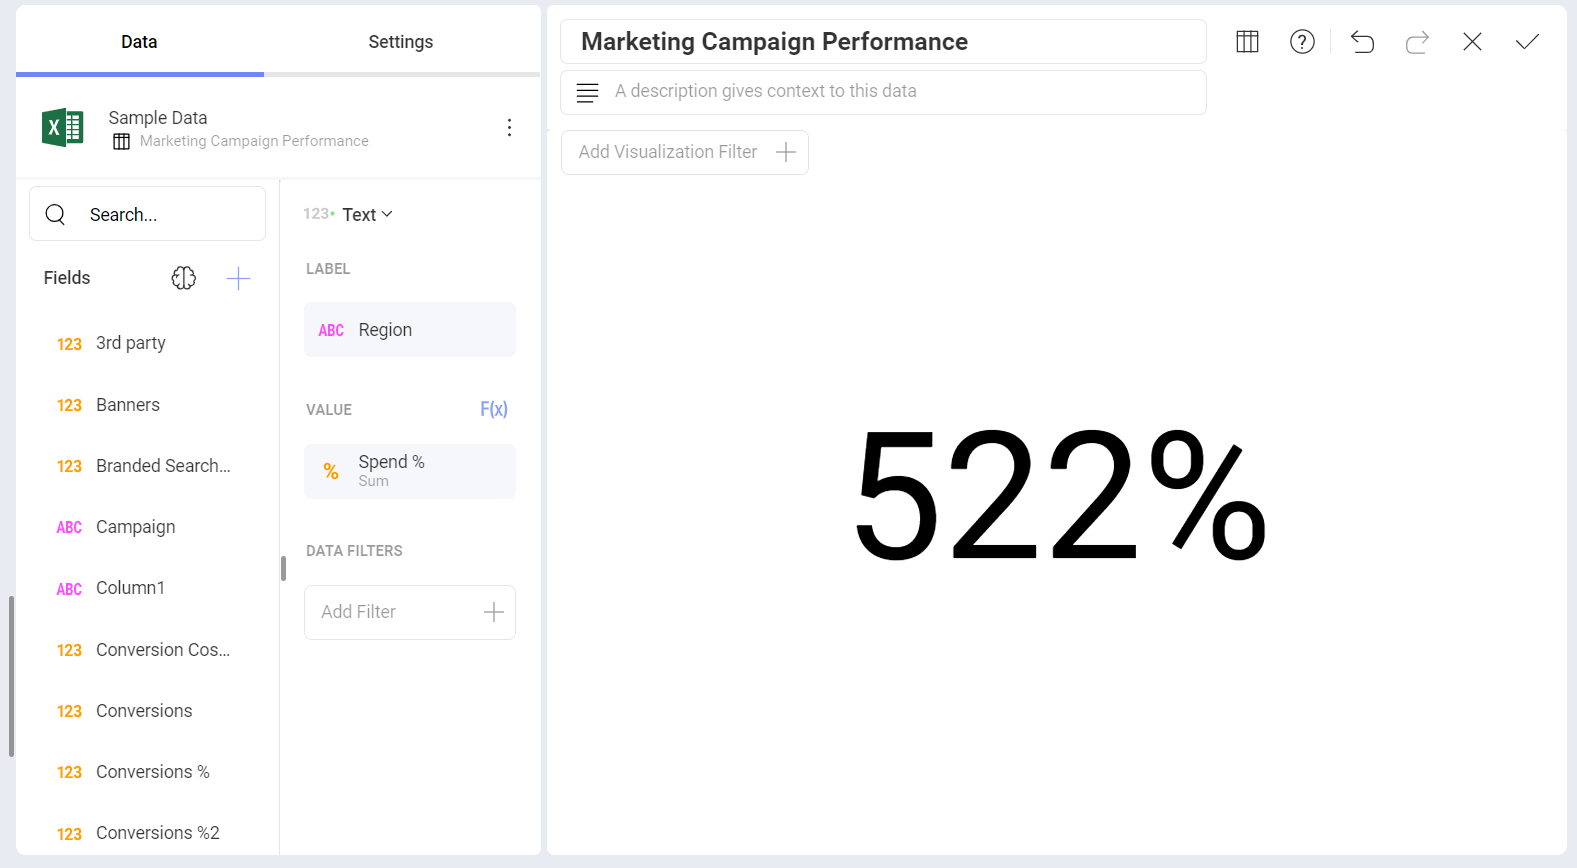 Data
Settings
Sample Data
Marketing Campaign Performance
Search...
Fields
123 3rd party
123 Banners
123 Branded Search...
ABC Campaign
ABC Column1
123 Conversion Cos...
123 Conversions
123 Conversions %
123 Conversions %2
123 Text
LABEL
ABC Region
VALUE F(x)
% Spend %
Sum
DATA FILTERS
Add Filter
Marketing Campaign Performance
A description gives context to this data
Add Visualization Filter
522%